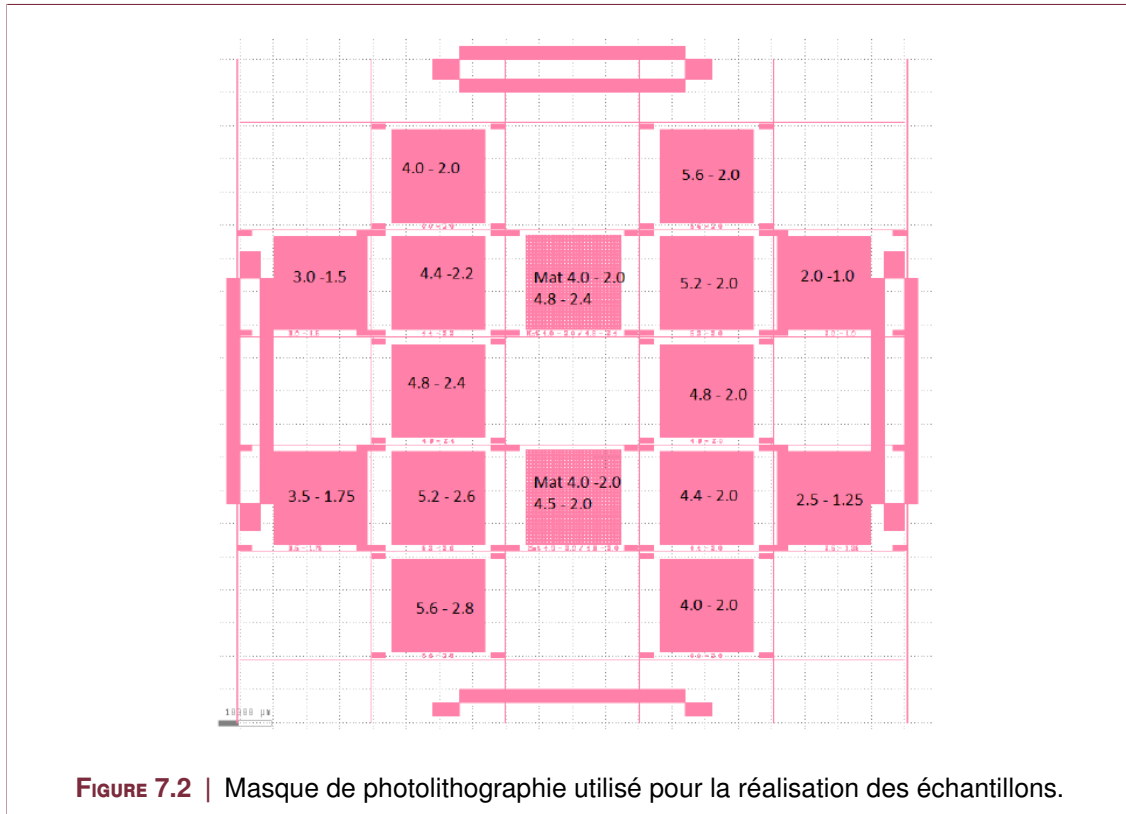 4.0 - 2.0
5.6 - 2.0
3.0 -1.5
4.4 -2.2
Mat 4.0 - 2.0
4.8 - 2.4
5.2 - 2.0
2.0 -1.0
4.8 - 2.4
4.8 - 2.0
3.5 - 1.75
5.2 - 2.6
Mat 4.0 -2.0
4.5 - 2.0
4.4 - 2.0
2.5 - 1.25
5.6 - 2.8
4.0 - 2.0
FIGURE 7.2 | Masque de photolithographie utilisé pour la réalisation des échantillons.